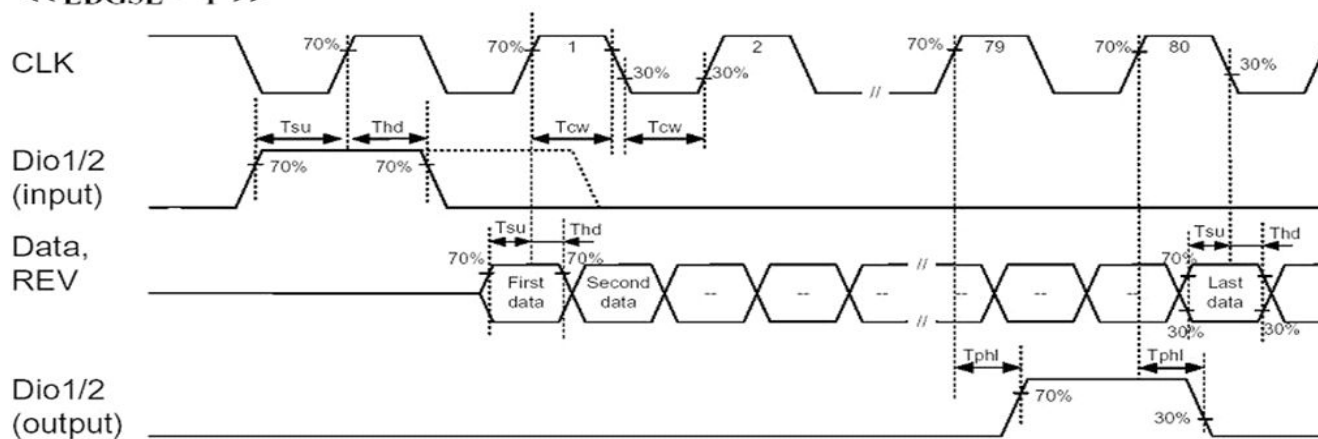 70% 70% 1 70% 79 70% 80
CLK 30% 30% 2 // 30%
Tsu Thd Tcw Tcw
Dio1/2 70% 70%
(input)
Data, Tsu Thd Tsu Thd
REV 70% 70% // 70%
First Second -- -- -- -- -- -- Last
data data data
// 30% 30%
Tphl Tphl
Dio1/2 70% 30%
(output)